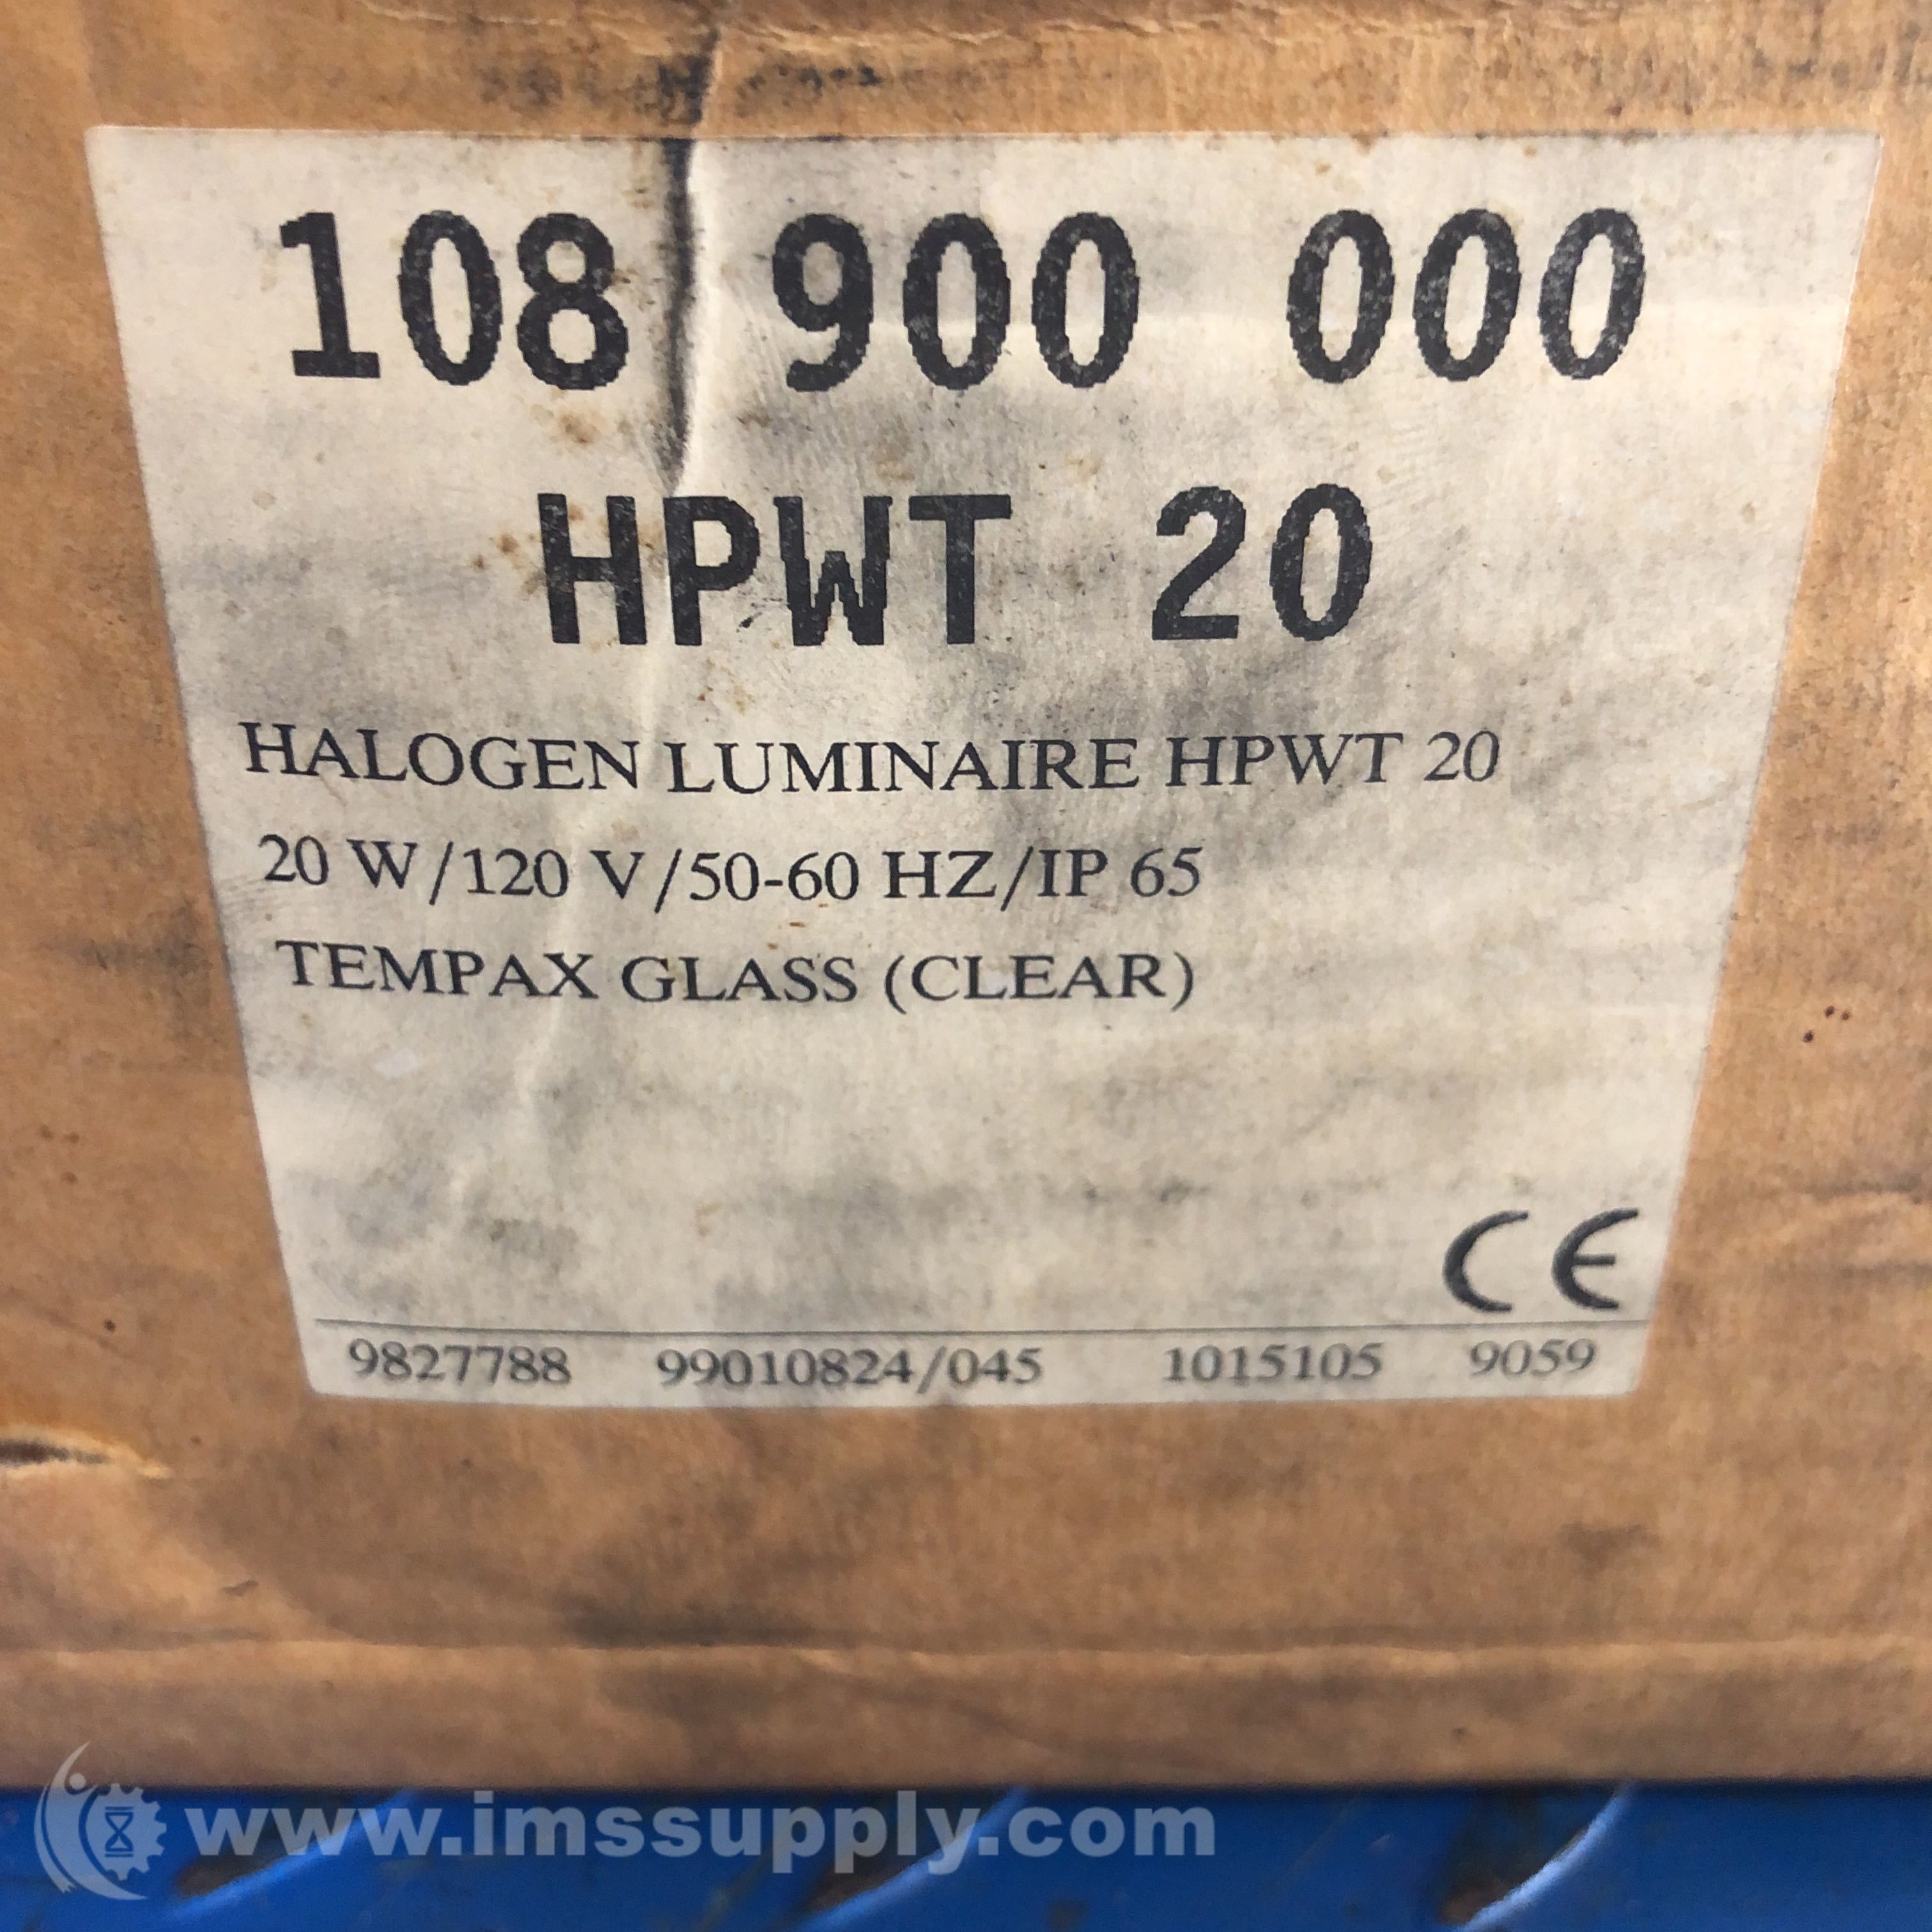 108 900 000
HPWT 20
HALOGEN LUMINAIRE HPWT 20
20 W/120 V/50-60 HZ/IP 65
TEMPAX GLASS (CLEAR)
CE
9827788 99010824/045 1015105 9059
www.imssupply.com